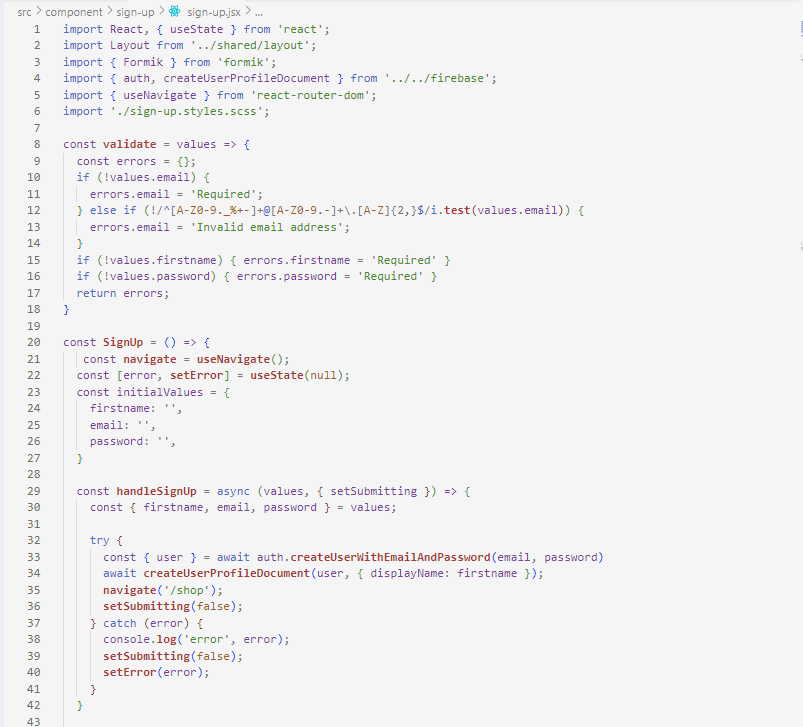 src > component > sign-up > sign-up.jsx > ...
1 import React, { useState } from 'react';
2 import Layout from '../shared/layout';
3 import { Formik } from 'formik';
4 import { auth, createUserProfileDocument } from '../../firebase';
5 import { useNavigate } from 'react-router-dom';
6 import './sign-up.styles.scss';
7
8 const validate = values => {
9   const errors = {};
10   if (!values.email) {
11     errors.email = 'Required';
12   } else if (!/^[A-Z0-9._%+-]+@[A-Z0-9.-]+\.[A-Z]{2,}$/i.test(values.email)) {
13     errors.email = 'Invalid email address';
14   }
15   if (!values.firstname) { errors.firstname = 'Required' }
16   if (!values.password) { errors.password = 'Required' }
17   return errors;
18 }
19
20 const SignUp = () => {
21    const navigate = useNavigate();
22   const [error, setError] = useState(null);
23   const initialValues = {
24     firstname: '',
25     email: '',
26     password: '',
27   }
28
29   const handleSignUp = async (values, { setSubmitting }) => {
30     const { firstname, email, password } = values;
31
32     try {
33       const { user } = await auth.createUserWithEmailAndPassword(email, password)
34       await createUserProfileDocument(user, { displayName: firstname });
35       navigate('/shop');
36       setSubmitting(false);
37     } catch (error) {
38       console.log('error', error);
39       setSubmitting(false);
40       setError(error);
41     }
42   }
43